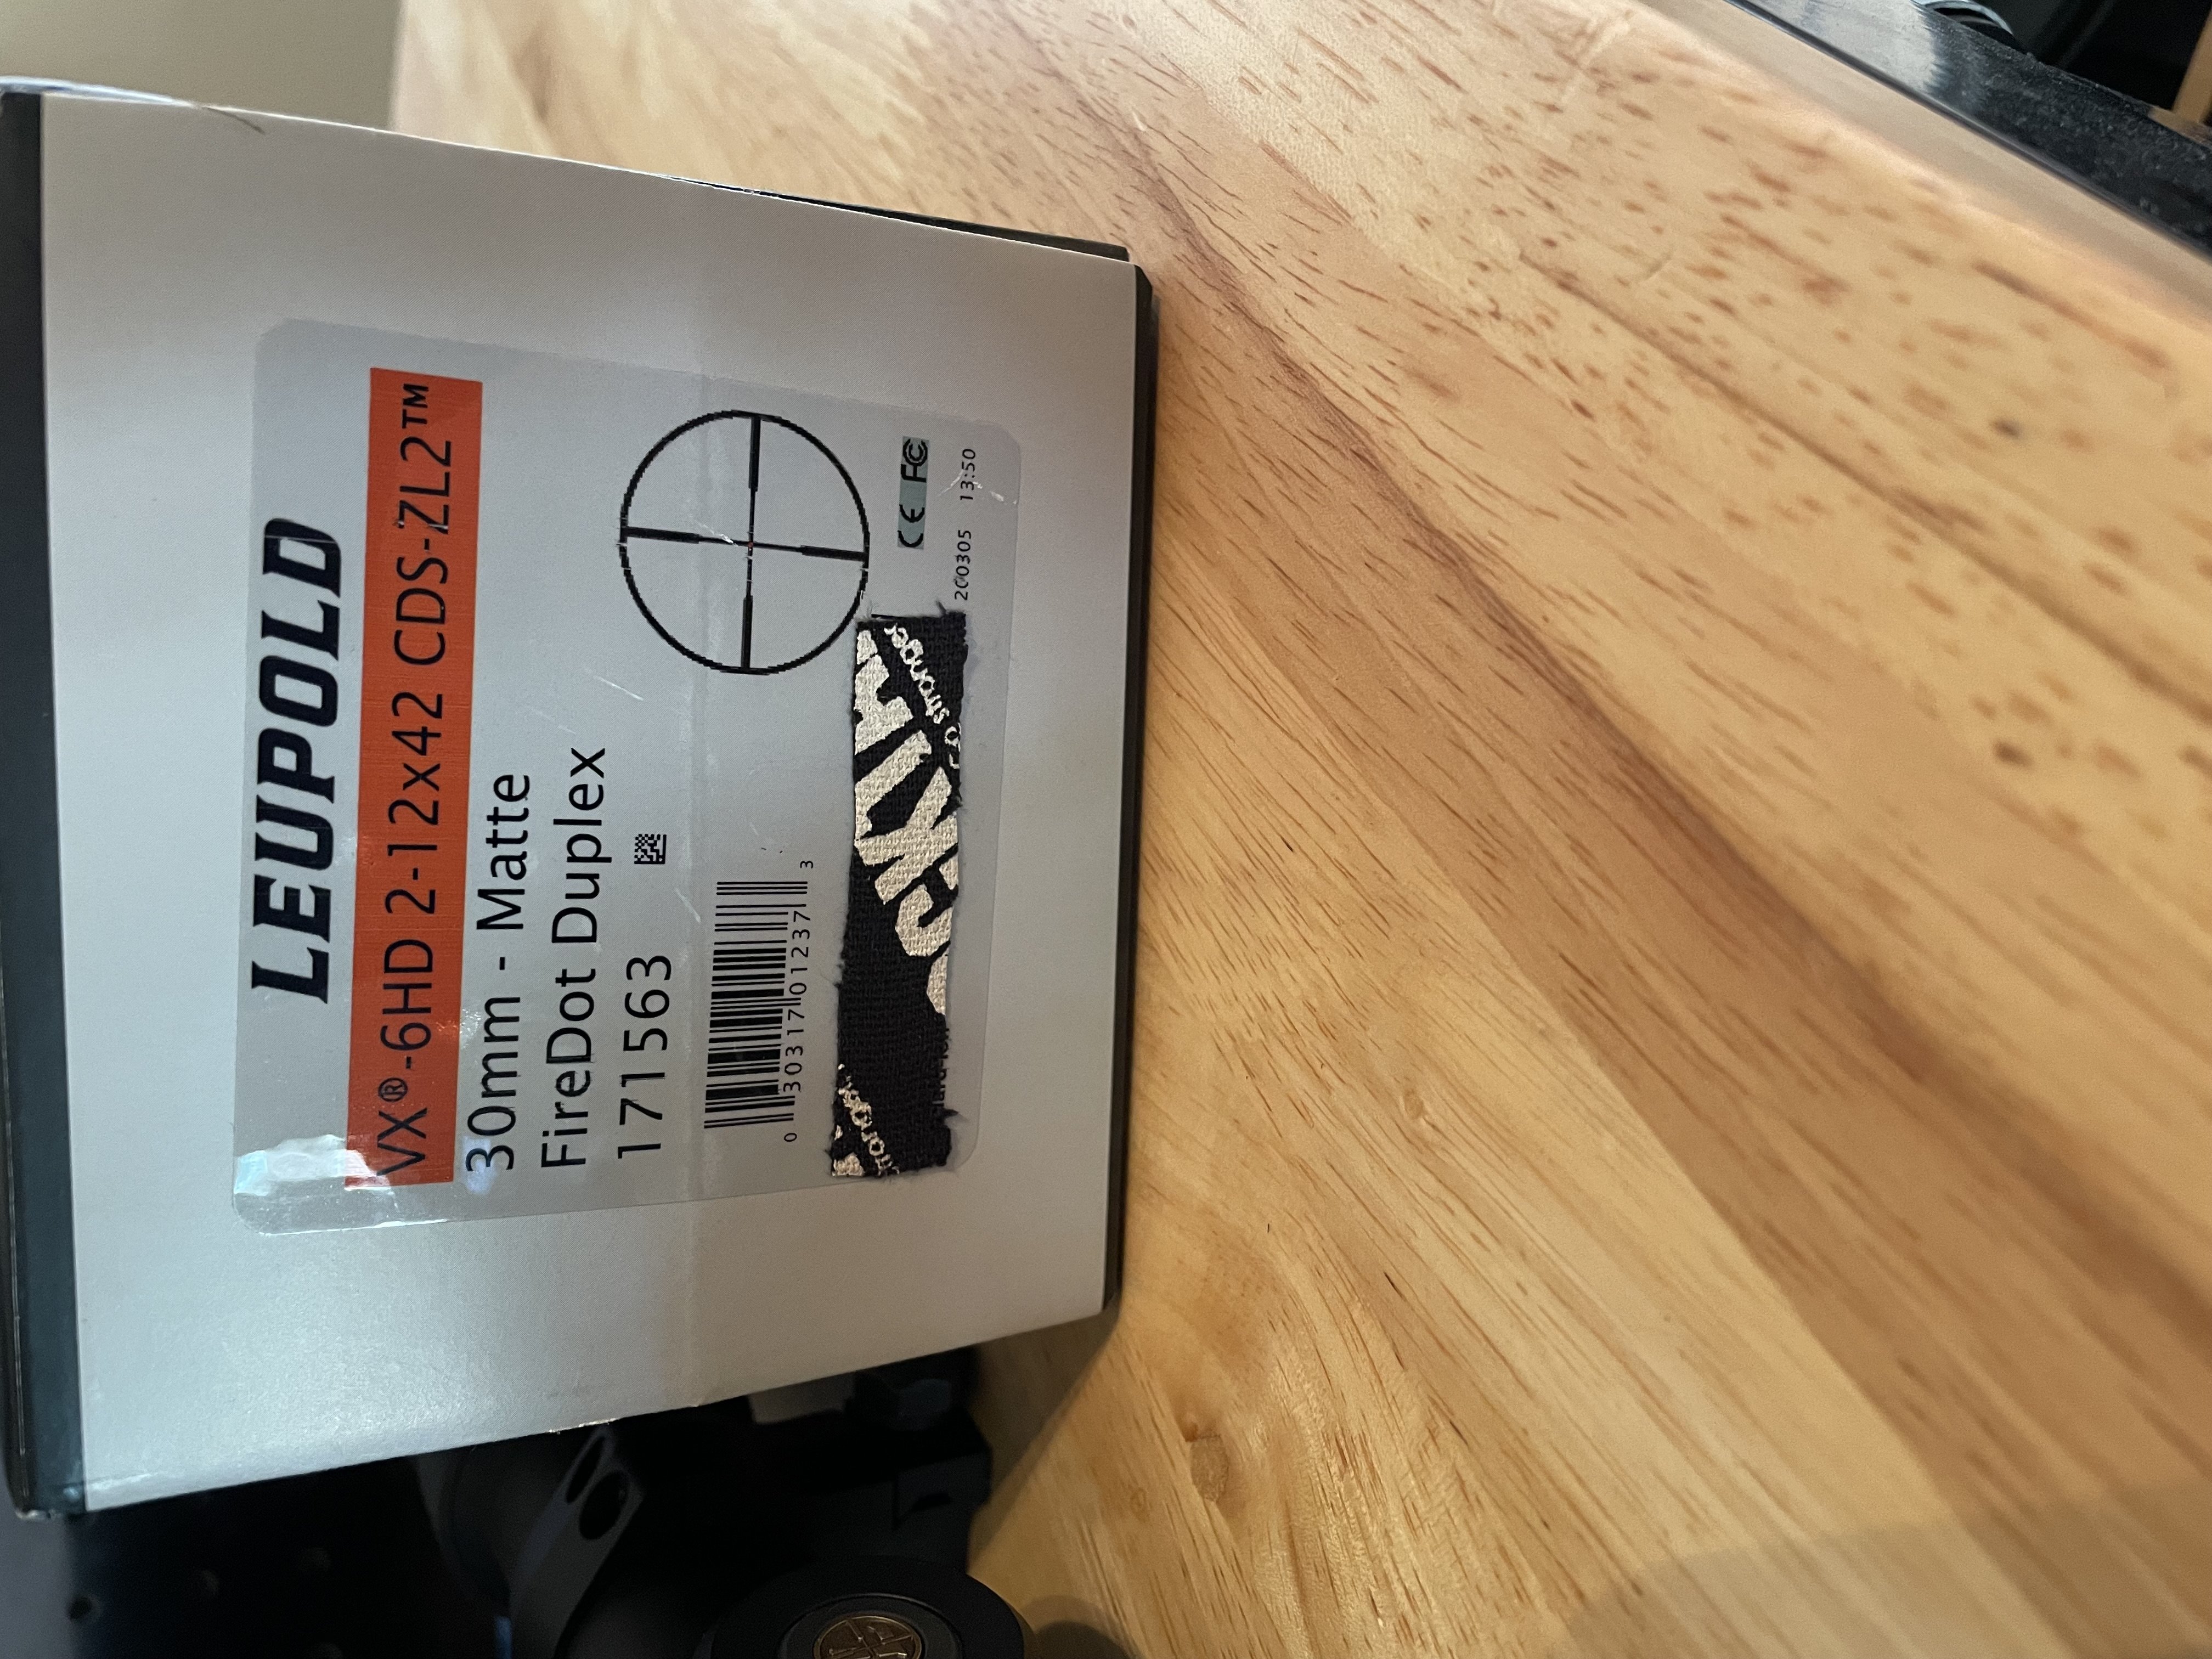 LEUPOLD
VX®-6HD 2-12x42 CDS-ZL2™
30mm - Matte
FireDot Duplex
171563
0 30317 01237 3
CE FC
stronger
200305 13:50